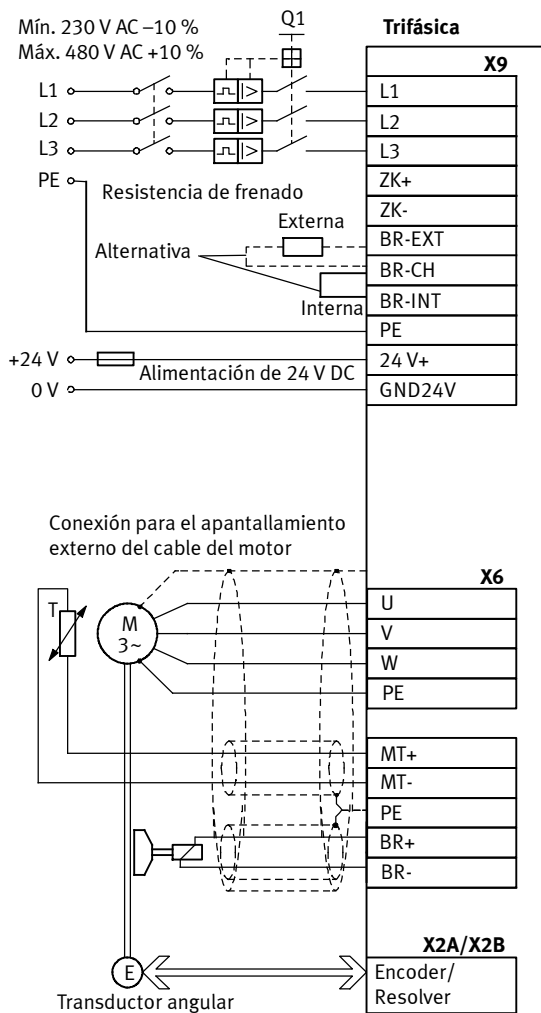 Mín. 230 V AC –10 %
Máx. 480 V AC +10 %
Q1
Trifásica
X9
L1
L1
L2
L2
L3
L3
PE
ZK+
Resistencia de frenado
ZK-
Externa
BR-EXT
Alternativa
BR-CH
Interna
BR-INT
PE
+24 V
24 V+
Alimentación de 24 V DC
0 V
GND24V
Conexión para el apantallamiento
externo del cable del motor
X6
T
M
3~
U
V
W
PE
MT+
MT-
PE
BR+
BR-
X2A/X2B
E
Encoder/
Resolver
Transductor angular